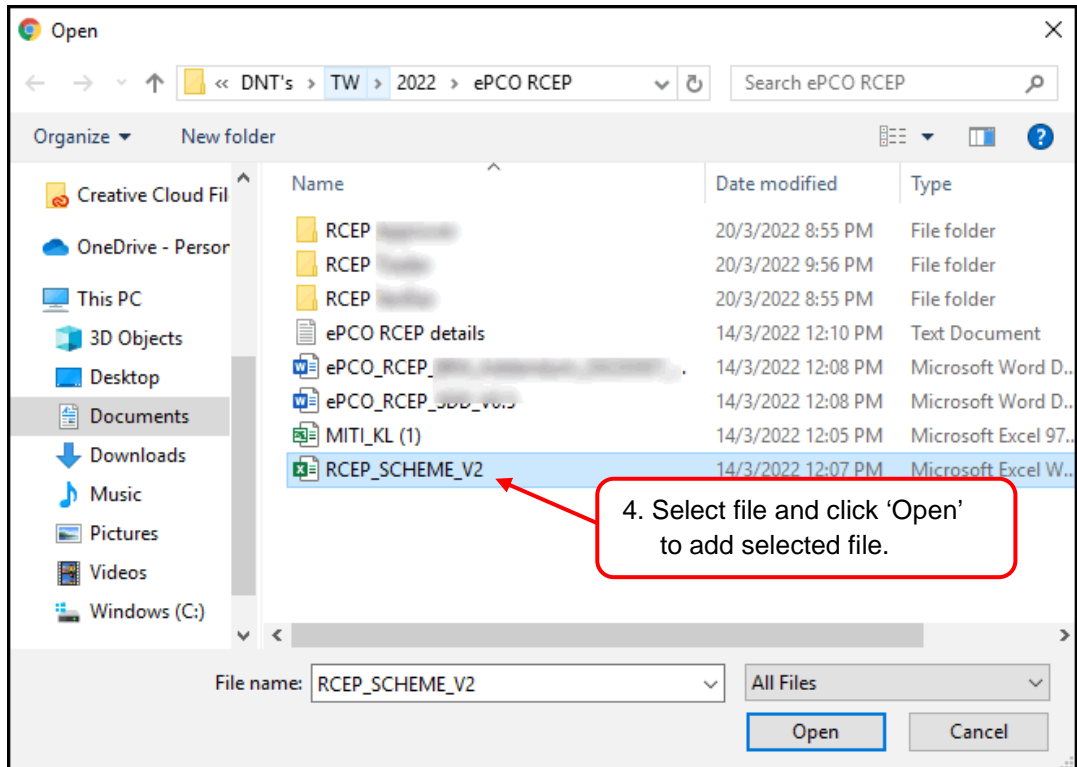 Open
« DNT's > TW > 2022 > ePCO RCEP
Search ePCO RCEP
Organize
New folder
Creative Cloud Fil
OneDrive - Person
This PC
3D Objects
Desktop
Documents
Downloads
Music
Pictures
Videos
Windows (C:)
Name Date modified Type
RCEP 20/3/2022 8:55 PM File folder
RCEP 20/3/2022 9:56 PM File folder
RCEP 20/3/2022 8:55 PM File folder
ePCO RCEP details 14/3/2022 12:10 PM Text Document
ePCO_RCEP_ . 14/3/2022 12:08 PM Microsoft Word D...
ePCO_RCEP_ 14/3/2022 12:08 PM Microsoft Word D...
MITI_KL (1) 14/3/2022 12:05 PM Microsoft Excel 97...
RCEP_SCHEME_V2 14/3/2022 12:07 PM Microsoft Excel W...
4. Select file and click ‘Open’
to add selected file.
File name: RCEP_SCHEME_V2
All Files
Open
Cancel